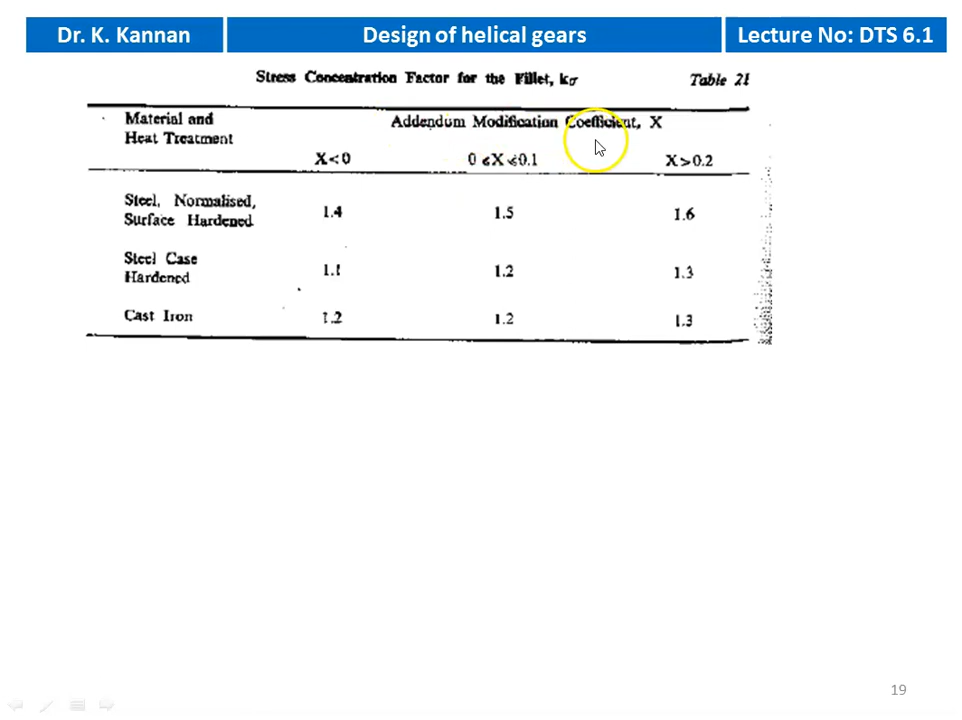 Dr. K. Kannan
Design of helical gears
Lecture No: DTS 6.1
Stress Concentration Factor for the Fillet, kσ
Table 21
Material and Heat Treatment
Addendum Modification Coefficient, X
X<0 0 ≤X ≤0.1 X>0.2
Steel, Normalised, Surface Hardened 1.4 1.5 1.6
Steel Case Hardened 1.1 1.2 1.3
Cast Iron 1.2 1.2 1.3
19